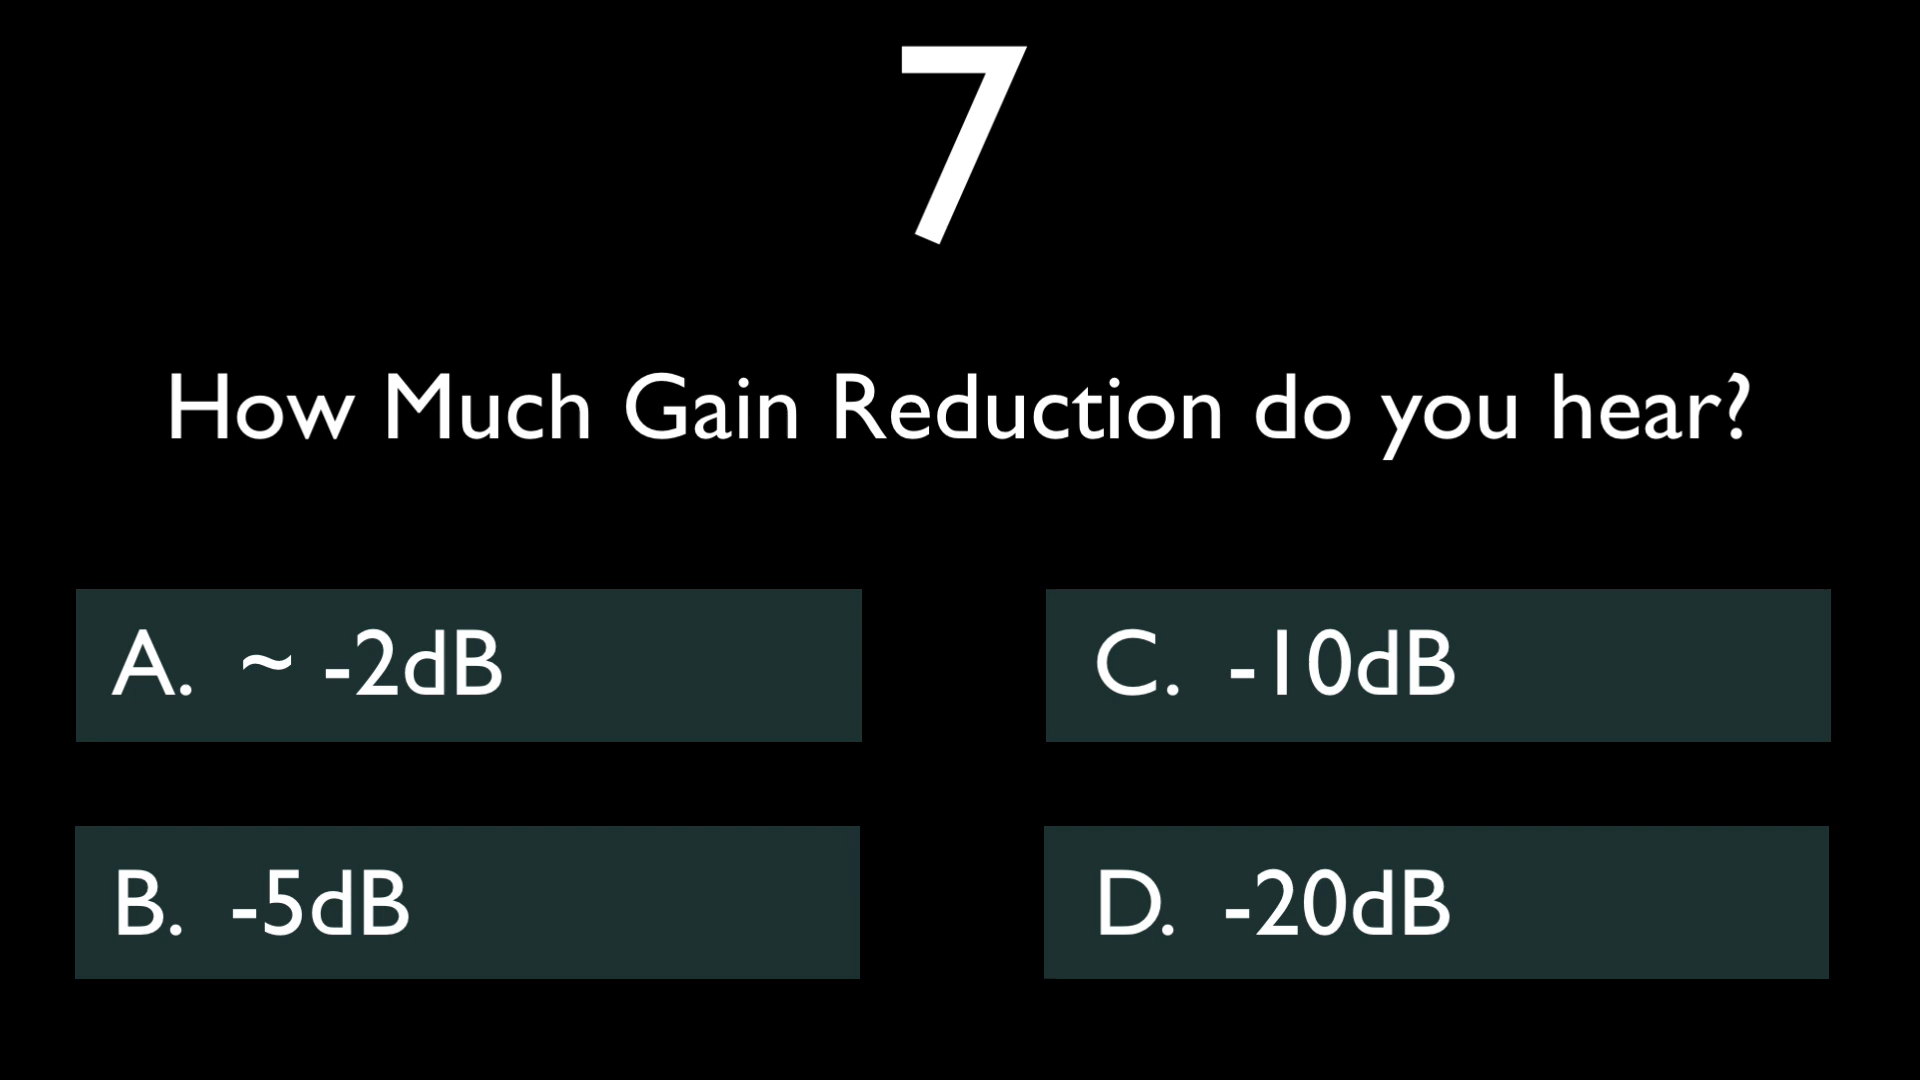 7
How Much Gain Reduction do you hear?
A. ~ -2dB
B. -5dB
C. -10dB
D. -20dB